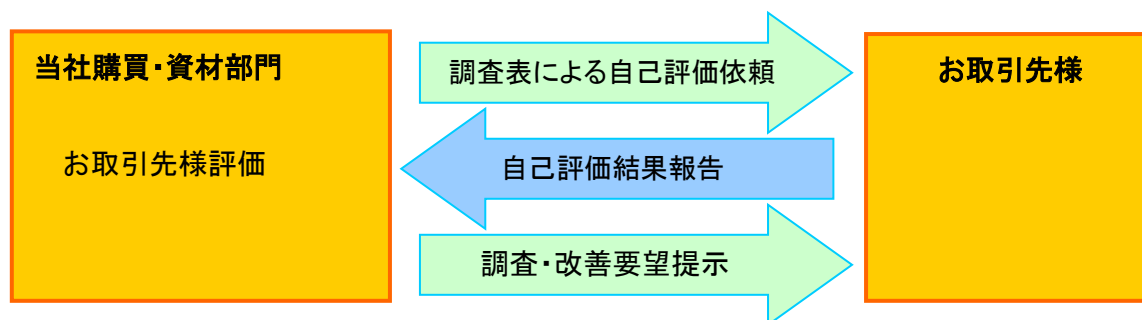 当社購買・資材部門
お取引先様評価
調査表による自己評価依頼
自己評価結果報告
調査・改善要望提示
お取引先様